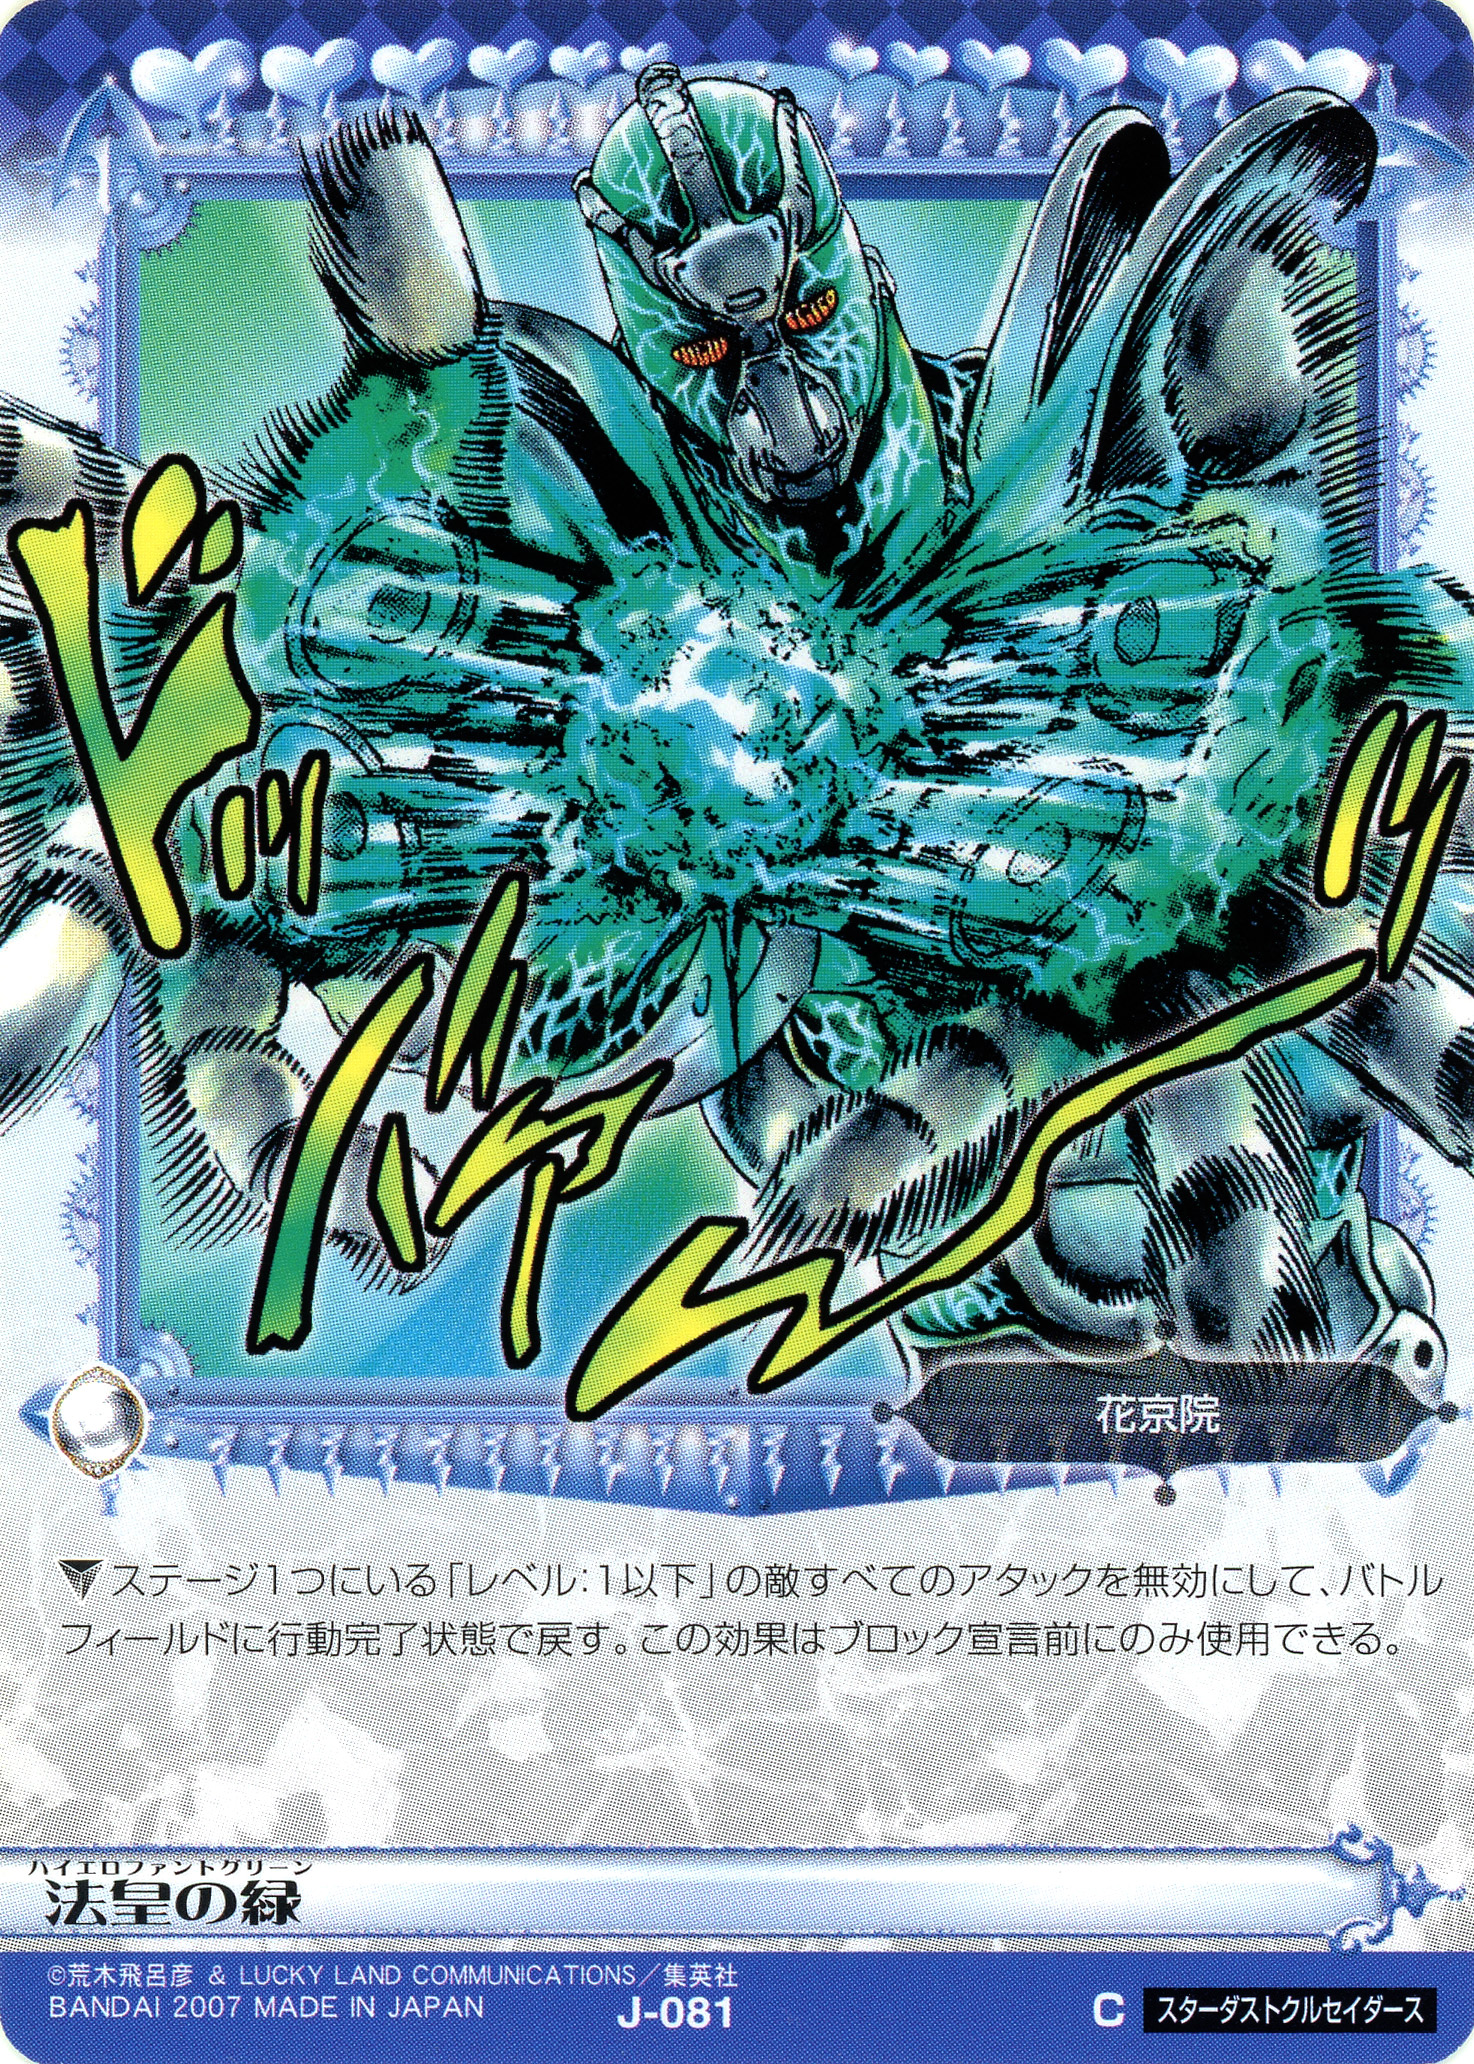 ドッ
バァーッ
花京院
▼ステージ1つにいる「レベル:1以下」の敵すべてのアタックを無効にして、バトル
フィールドに行動完了状態で戻す。この効果はブロック宣言前にのみ使用できる。
ハイエロファントグリーン
法皇の緑
©荒木飛呂彦 & LUCKY LAND COMMUNICATIONS／集英社
BANDAI 2007 MADE IN JAPAN
J-081
C
スターダストクルセイダース